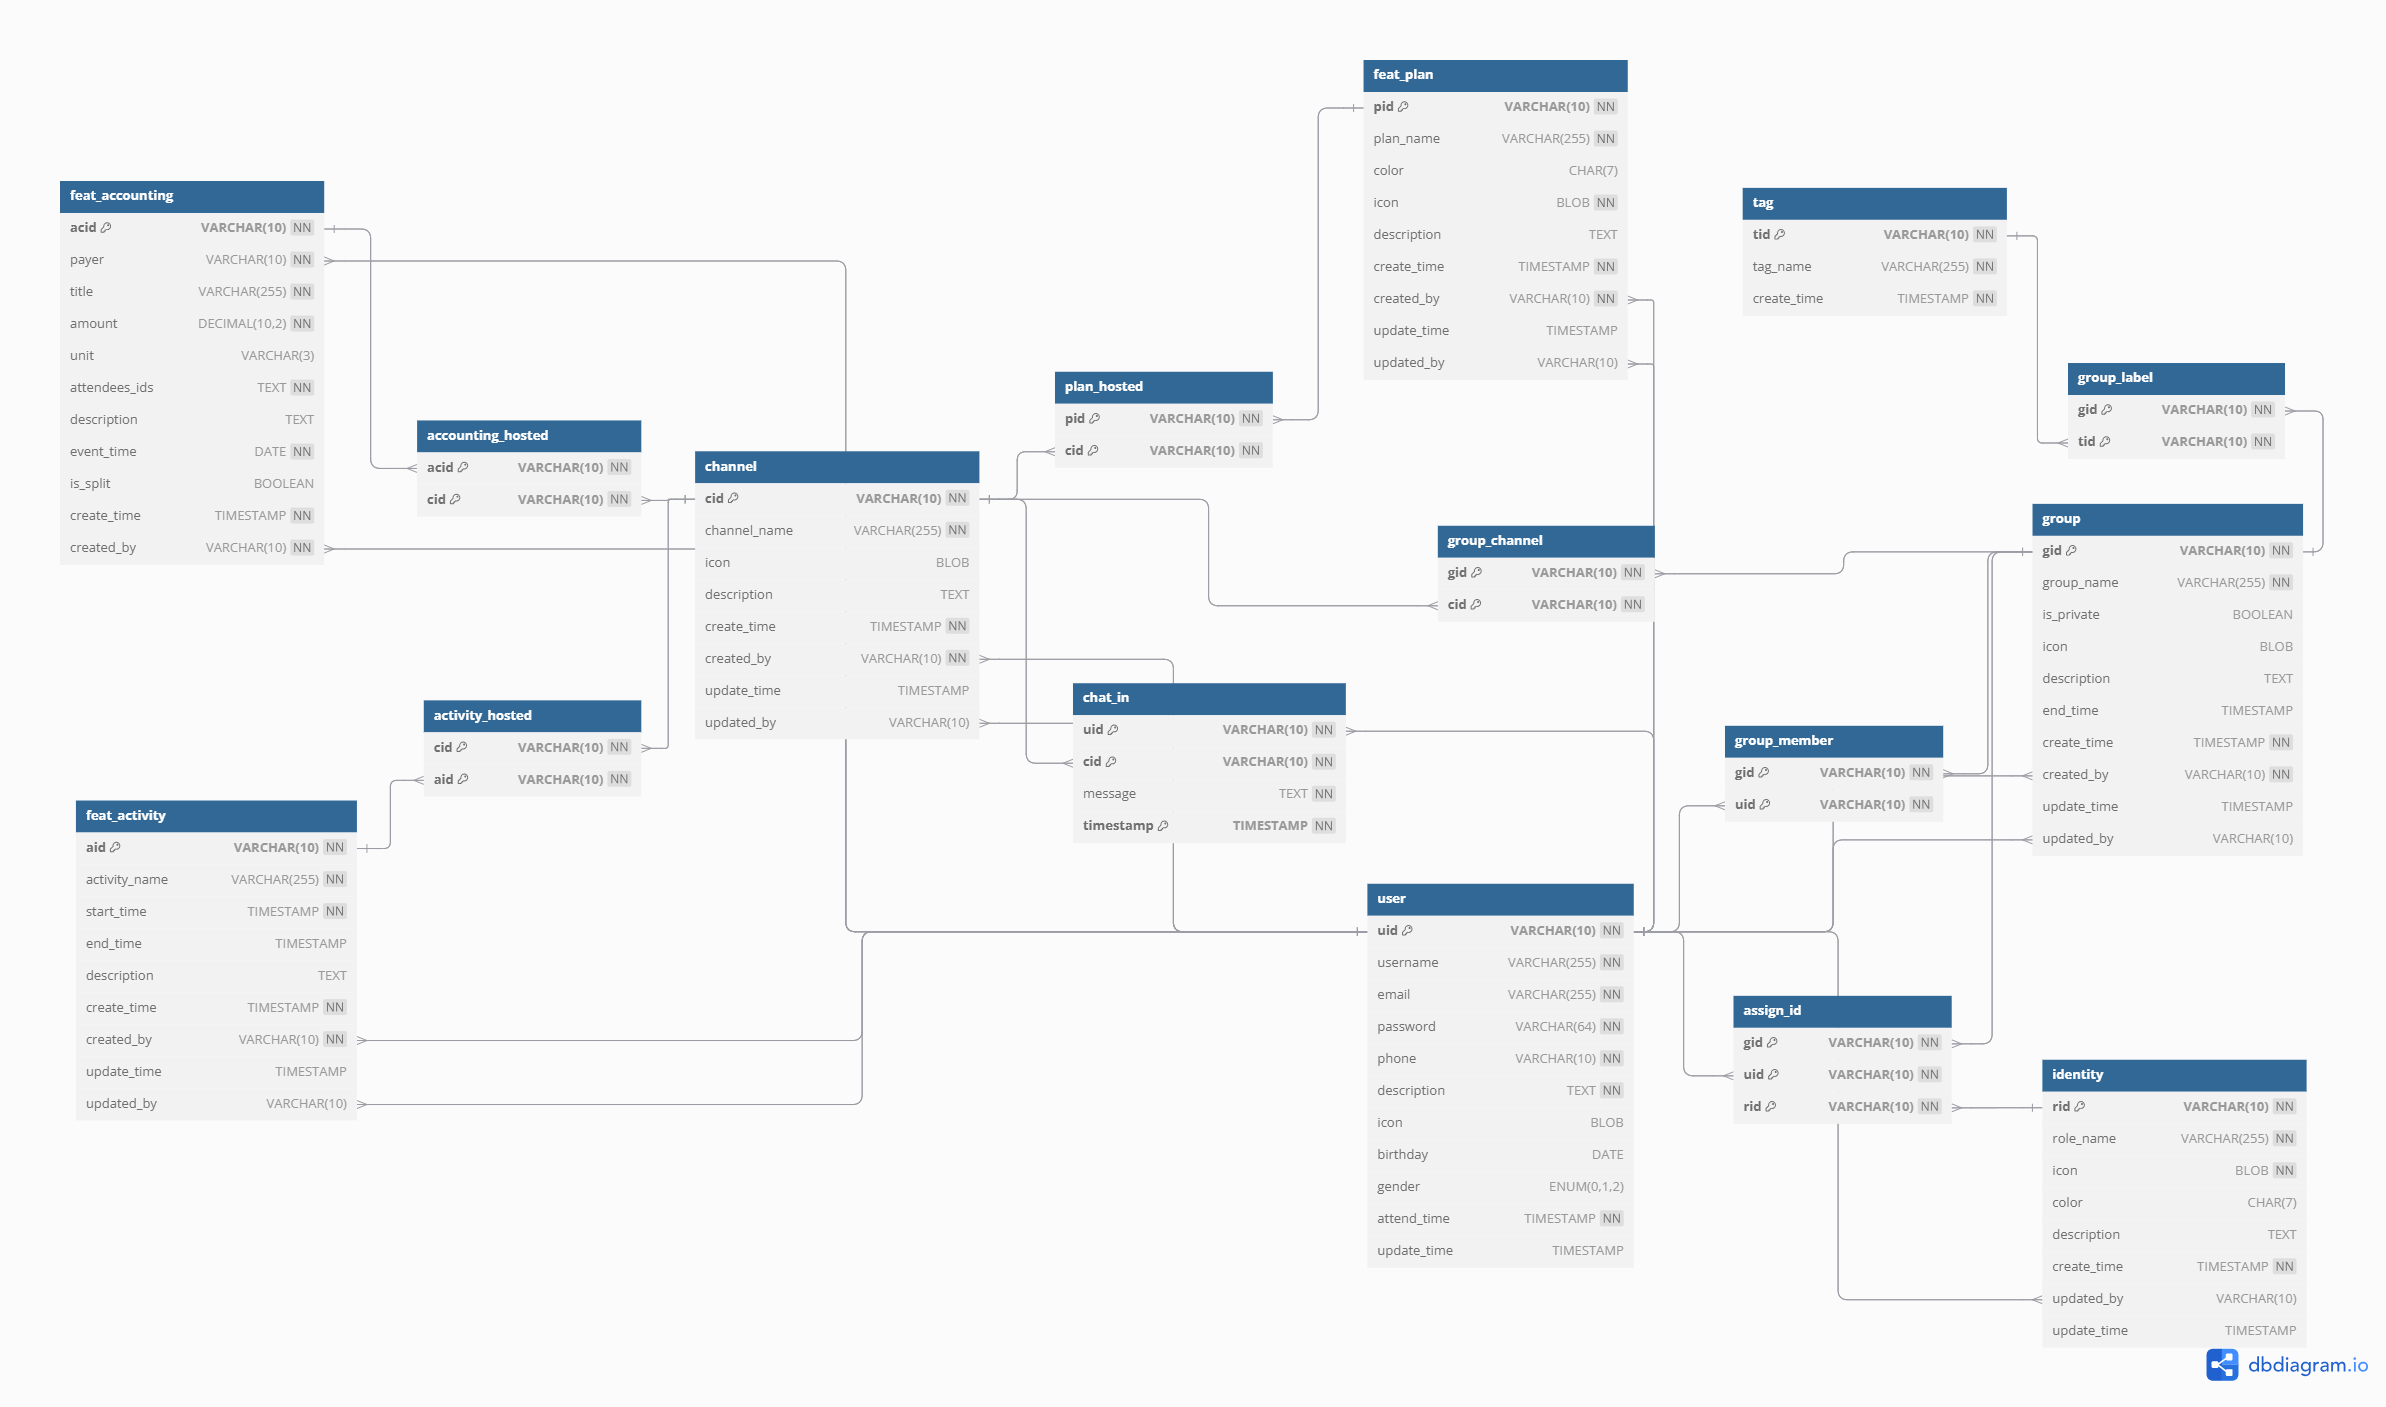 feat_plan
pid VARCHAR(10) NN
plan_name VARCHAR(255) NN
color CHAR(7)
icon BLOB NN
description TEXT
create_time TIMESTAMP NN
created_by VARCHAR(10) NN
update_time TIMESTAMP
updated_by VARCHAR(10)
feat_accounting
acid VARCHAR(10) NN
payer VARCHAR(10) NN
title VARCHAR(255) NN
amount DECIMAL(10,2) NN
unit VARCHAR(3)
attendees_ids TEXT NN
description TEXT
event_time DATE NN
is_split BOOLEAN
create_time TIMESTAMP NN
created_by VARCHAR(10) NN
tag
tid VARCHAR(10) NN
tag_name VARCHAR(255) NN
create_time TIMESTAMP NN
group_label
gid VARCHAR(10) NN
tid VARCHAR(10) NN
plan_hosted
pid VARCHAR(10) NN
cid VARCHAR(10) NN
accounting_hosted
acid VARCHAR(10) NN
cid VARCHAR(10) NN
channel
cid VARCHAR(10) NN
channel_name VARCHAR(255) NN
icon BLOB
description TEXT
create_time TIMESTAMP NN
created_by VARCHAR(10) NN
update_time TIMESTAMP
updated_by VARCHAR(10)
group_channel
gid VARCHAR(10) NN
cid VARCHAR(10) NN
group
gid VARCHAR(10) NN
group_name VARCHAR(255) NN
is_private BOOLEAN
icon BLOB
description TEXT
end_time TIMESTAMP
create_time TIMESTAMP NN
created_by VARCHAR(10) NN
update_time TIMESTAMP
updated_by VARCHAR(10)
activity_hosted
cid VARCHAR(10) NN
aid VARCHAR(10) NN
chat_in
uid VARCHAR(10) NN
cid VARCHAR(10) NN
message TEXT NN
timestamp TIMESTAMP NN
group_member
gid VARCHAR(10) NN
uid VARCHAR(10) NN
feat_activity
aid VARCHAR(10) NN
activity_name VARCHAR(255) NN
start_time TIMESTAMP NN
end_time TIMESTAMP
description TEXT
create_time TIMESTAMP NN
created_by VARCHAR(10) NN
update_time TIMESTAMP
updated_by VARCHAR(10)
user
uid VARCHAR(10) NN
username VARCHAR(255) NN
email VARCHAR(255) NN
password VARCHAR(64) NN
phone VARCHAR(10) NN
description TEXT NN
icon BLOB
birthday DATE
gender ENUM(0,1,2)
attend_time TIMESTAMP NN
update_time TIMESTAMP
assign_id
gid VARCHAR(10) NN
uid VARCHAR(10) NN
rid VARCHAR(10) NN
identity
rid VARCHAR(10) NN
role_name VARCHAR(255) NN
icon BLOB NN
color CHAR(7)
description TEXT
create_time TIMESTAMP NN
updated_by VARCHAR(10)
update_time TIMESTAMP
dbdiagram.io